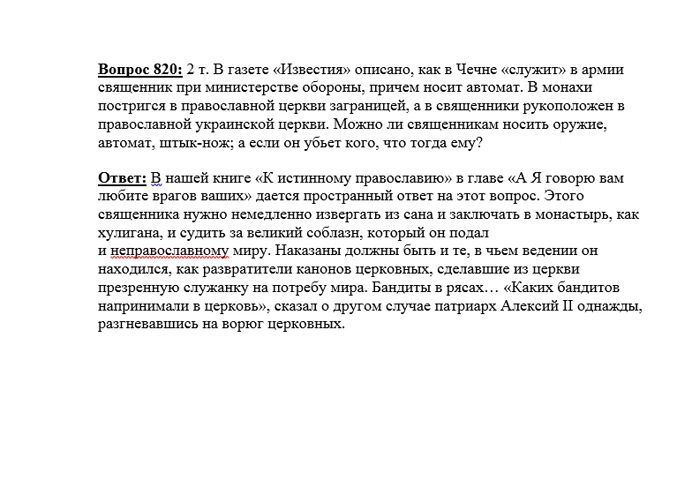 Вопрос 820: 2 т. В газете «Известия» описано, как в Чечне «служит» в армии
священник при министерстве обороны, причем носит автомат. В монахи
постригся в православной церкви заграницей, а в священники рукоположен в
православной украинской церкви. Можно ли священникам носить оружие,
автомат, штык-нож; а если он убьет кого, что тогда ему?
Ответ: В нашей книге «К истинному православию» в главе «А Я говорю вам
любите врагов ваших» дается пространный ответ на этот вопрос. Этого
священника нужно немедленно извергать из сана и заключать в монастырь, как
хулигана, и судить за великий соблазн, который он подал
и неправославному миру. Наказаны должны быть и те, в чьем ведении он
находился, как развратители канонов церковных, сделавшие из церкви
презренную служанку на потребу мира. Бандиты в рясах… «Каких бандитов
напринимали в церковь», сказал о другом случае патриарх Алексий II однажды,
разгневавшись на ворюг церковных.